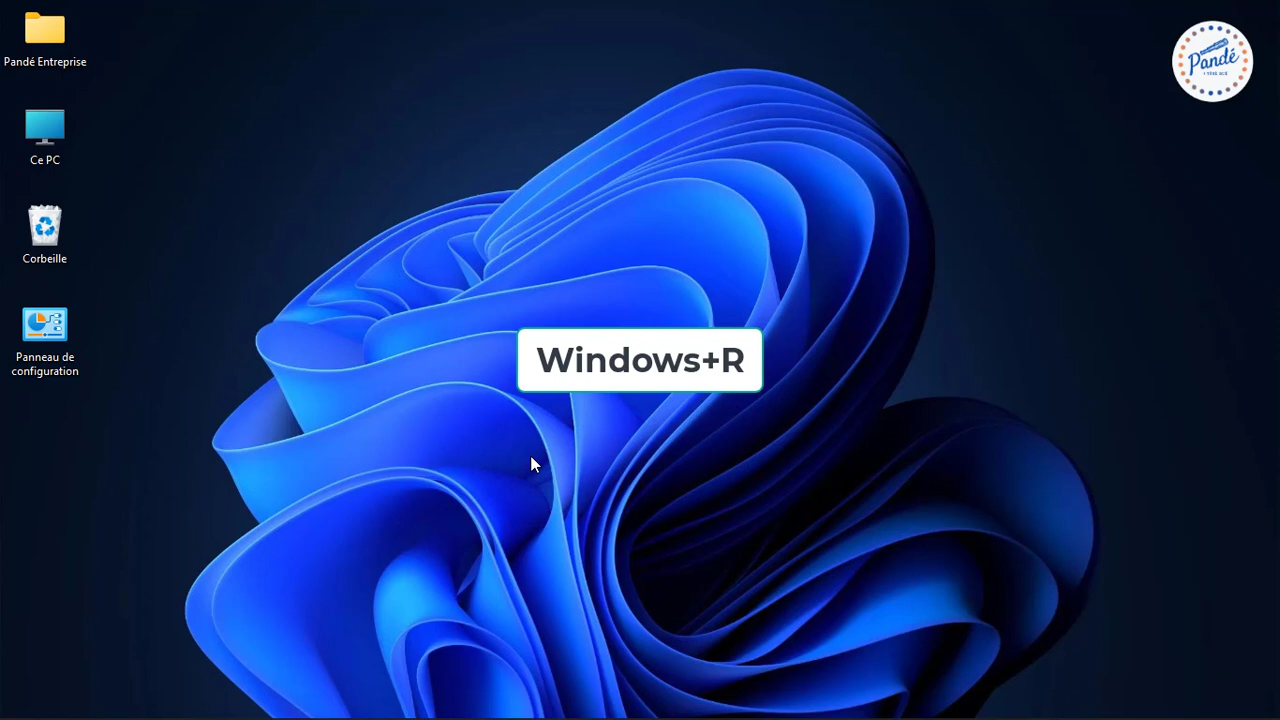 Pandé Entreprise
Ce PC
Corbeille
Panneau de
configuration
Windows+R
Pandé